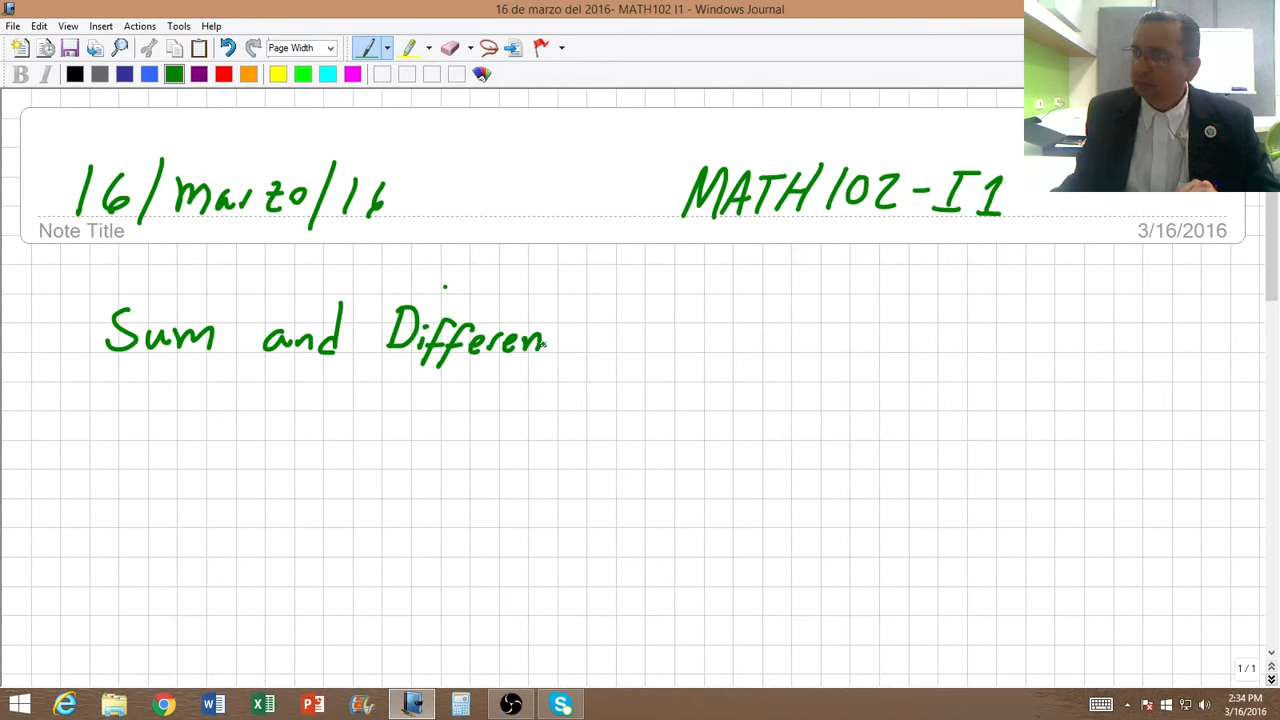 16 de marzo del 2016- MATH102 I1 - Windows Journal
File Edit View Insert Actions Tools Help
Page Width
B I
16/marzo/16 MATH102-I1
Note Title 3/16/2016
Sum and Differen
1 / 1
2:34 PM
3/16/2016